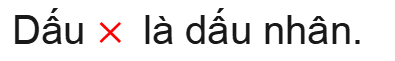 Dấu × là dấu nhân.